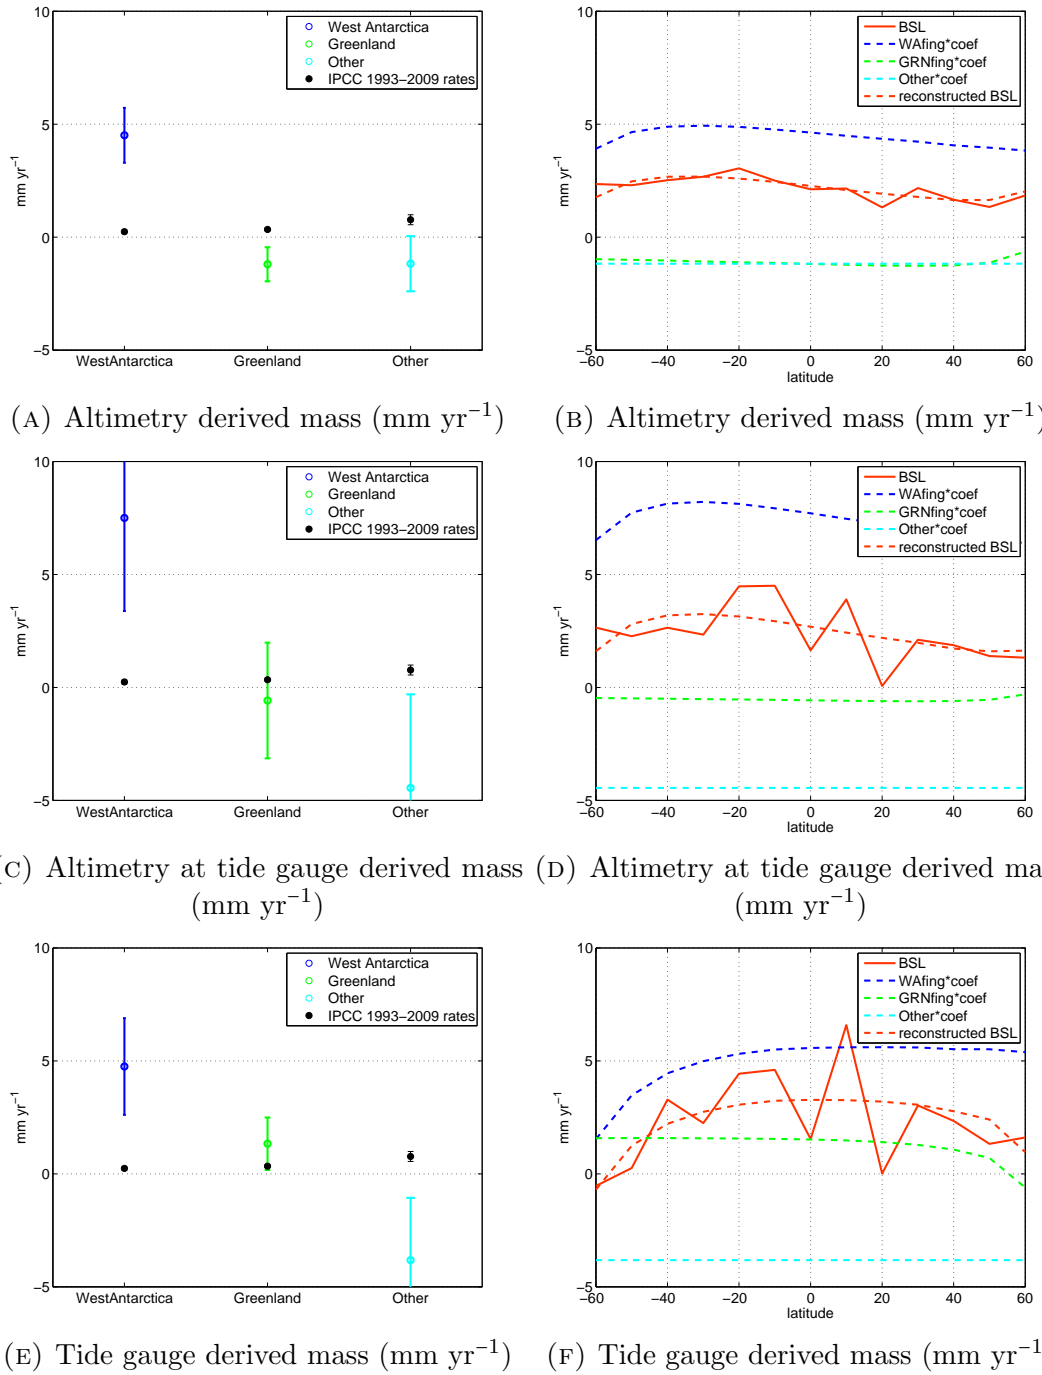 10
5
0
−5
mm yr−1
West Antarctica
Greenland
Other
IPCC 1993−2009 rates
WestAntarctica Greenland Other
10
5
0
−5
mm yr−1
BSL
WAfing*coef
GRNfing*coef
Other*coef
reconstructed BSL
−60 −40 −20 0 20 40 60
latitude
(A) Altimetry derived mass (mm yr−1)
(B) Altimetry derived mass (mm yr−1)
10
5
0
−5
mm yr−1
West Antarctica
Greenland
Other
IPCC 1993−2009 rates
WestAntarctica Greenland Other
10
5
0
−5
mm yr−1
BSL
WAfing*coef
GRNfing*coef
Other*coef
reconstructed BSL
−60 −40 −20 0 20 40 60
latitude
(C) Altimetry at tide gauge derived mass
(mm yr−1)
(D) Altimetry at tide gauge derived ma
(mm yr−1)
10
5
0
−5
mm yr−1
West Antarctica
Greenland
Other
IPCC 1993−2009 rates
WestAntarctica Greenland Other
10
5
0
−5
mm yr−1
BSL
WAfing*coef
GRNfing*coef
Other*coef
reconstructed BSL
−60 −40 −20 0 20 40 60
latitude
(E) Tide gauge derived mass (mm yr−1)
(F) Tide gauge derived mass (mm yr−1